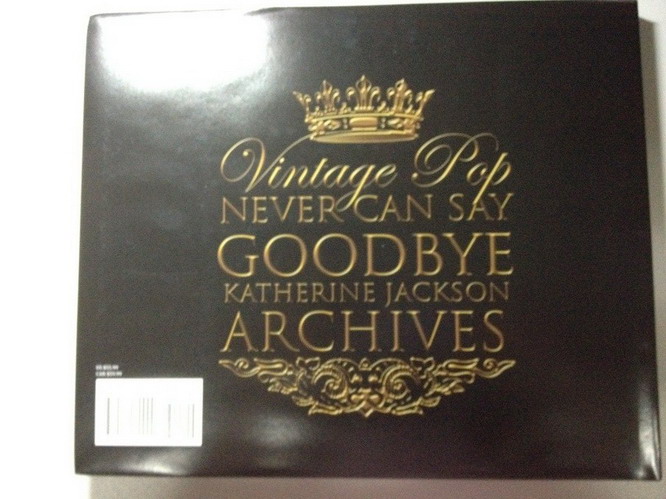 Vintage Pop
NEVER CAN SAY
GOODBYE
KATHERINE JACKSON
ARCHIVES